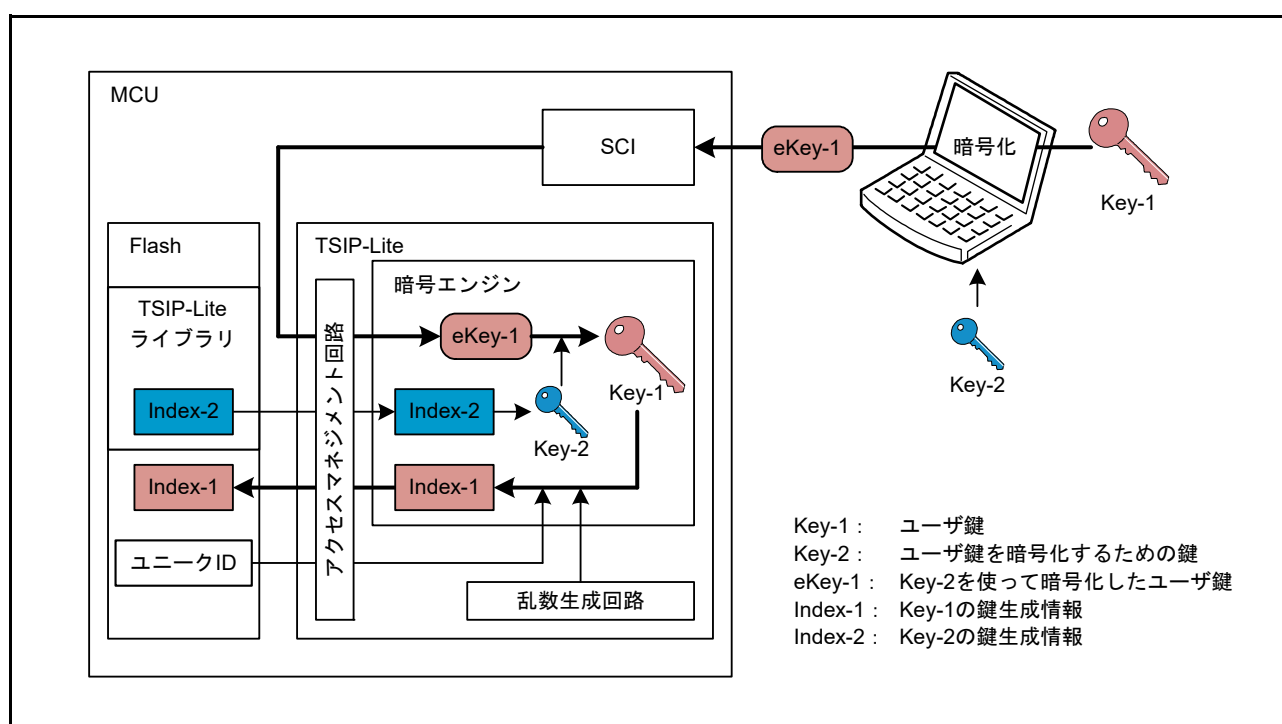 MCU
SCI
eKey-1
暗号化
Key-1
Key-2
Flash
TSIP-Lite
ライブラリ
Index-2
Index-1
ユニークID
TSIP-Lite
アクセスマネジメント回路
暗号エンジン
eKey-1
Key-1
Index-2
Key-2
Index-1
乱数生成回路
Key-1： ユーザ鍵
Key-2： ユーザ鍵を暗号化するための鍵
eKey-1： Key-2を使って暗号化したユーザ鍵
Index-1： Key-1の鍵生成情報
Index-2： Key-2の鍵生成情報